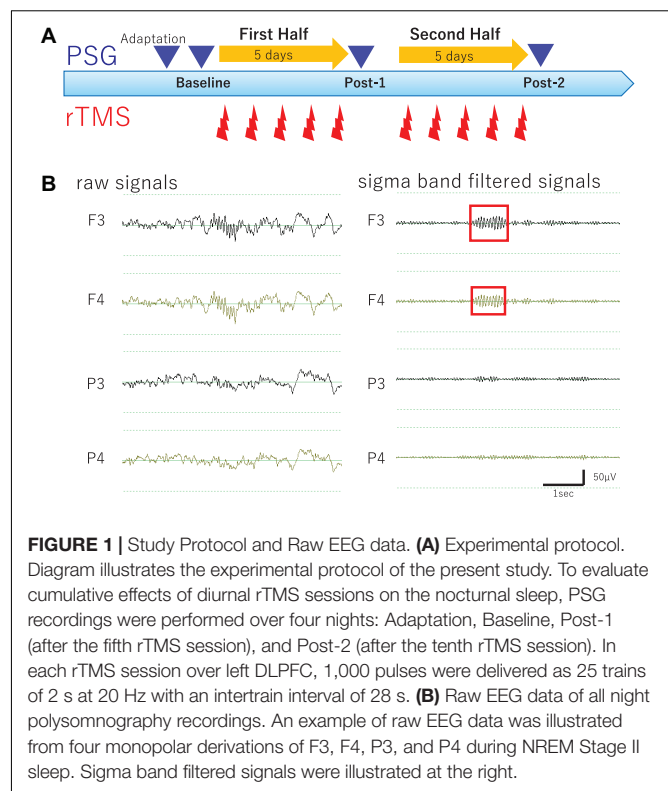 A
PSG
Adaptation
First Half
Second Half
5 days
5 days
Baseline
Post-1
Post-2
rTMS
B
raw signals
sigma band filtered signals
F3
F3
F4
F4
P3
P3
P4
P4
50μV
1sec
FIGURE 1 | Study Protocol and Raw EEG data. (A) Experimental protocol.
Diagram illustrates the experimental protocol of the present study. To evaluate
cumulative effects of diurnal rTMS sessions on the nocturnal sleep, PSG
recordings were performed over four nights: Adaptation, Baseline, Post-1
(after the fifth rTMS session), and Post-2 (after the tenth rTMS session). In
each rTMS session over left DLPFC, 1,000 pulses were delivered as 25 trains
of 2 s at 20 Hz with an intertrain interval of 28 s. (B) Raw EEG data of all night
polysomnography recordings. An example of raw EEG data was illustrated
from four monopolar derivations of F3, F4, P3, and P4 during NREM Stage II
sleep. Sigma band filtered signals were illustrated at the right.